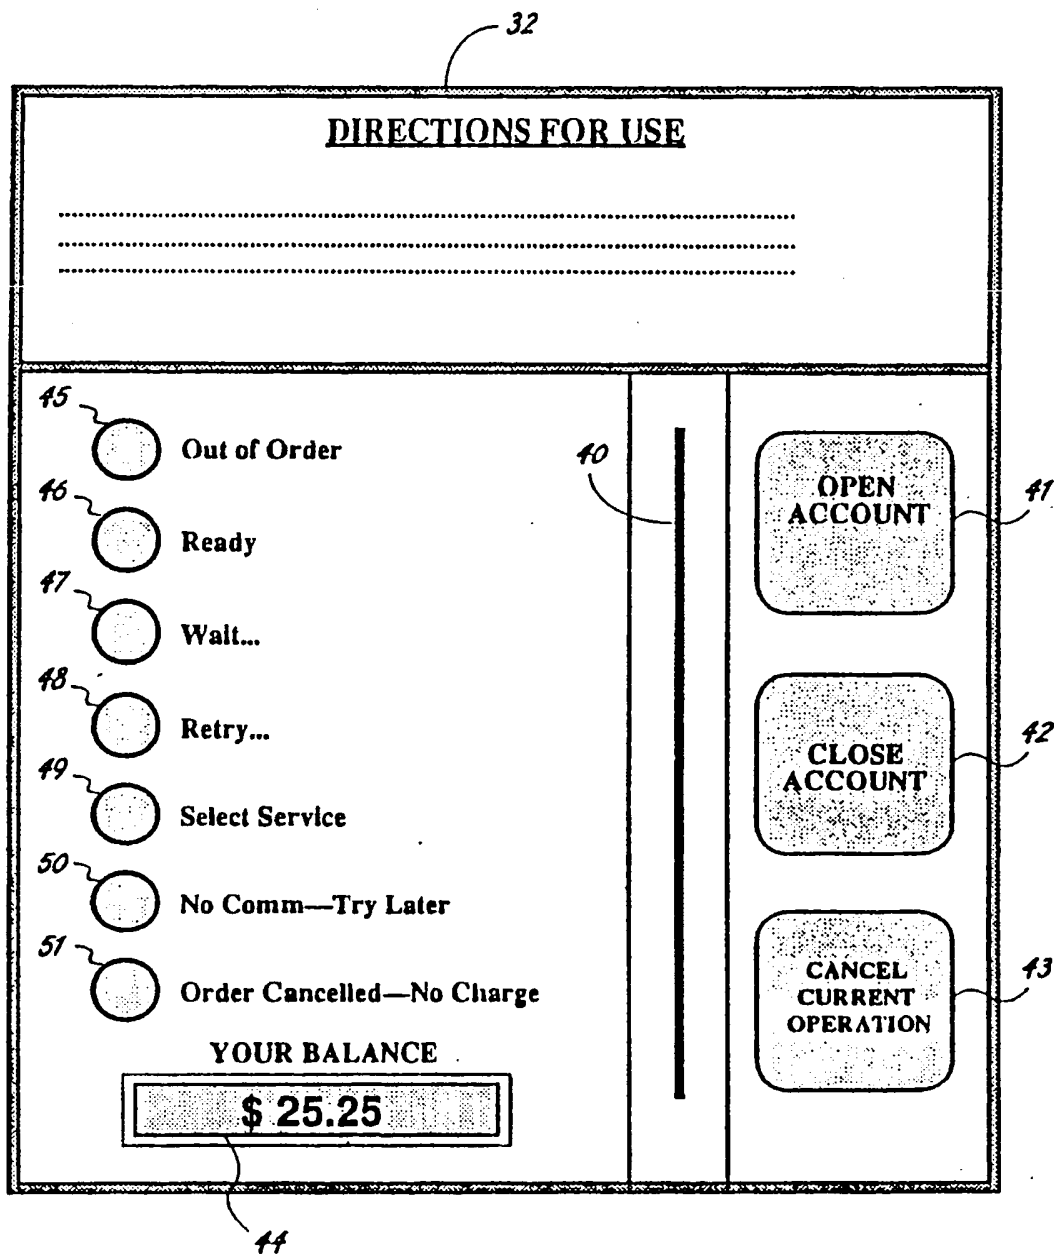 32
DIRECTIONS FOR USE
45
Out of Order
46
Ready
47
Wait...
48
Retry...
49
Select Service
50
No Comm—Try Later
51
Order Cancelled—No Charge
YOUR BALANCE
$ 25.25
44
40
OPEN
ACCOUNT
41
CLOSE
ACCOUNT
42
CANCEL
CURRENT
OPERATION
43